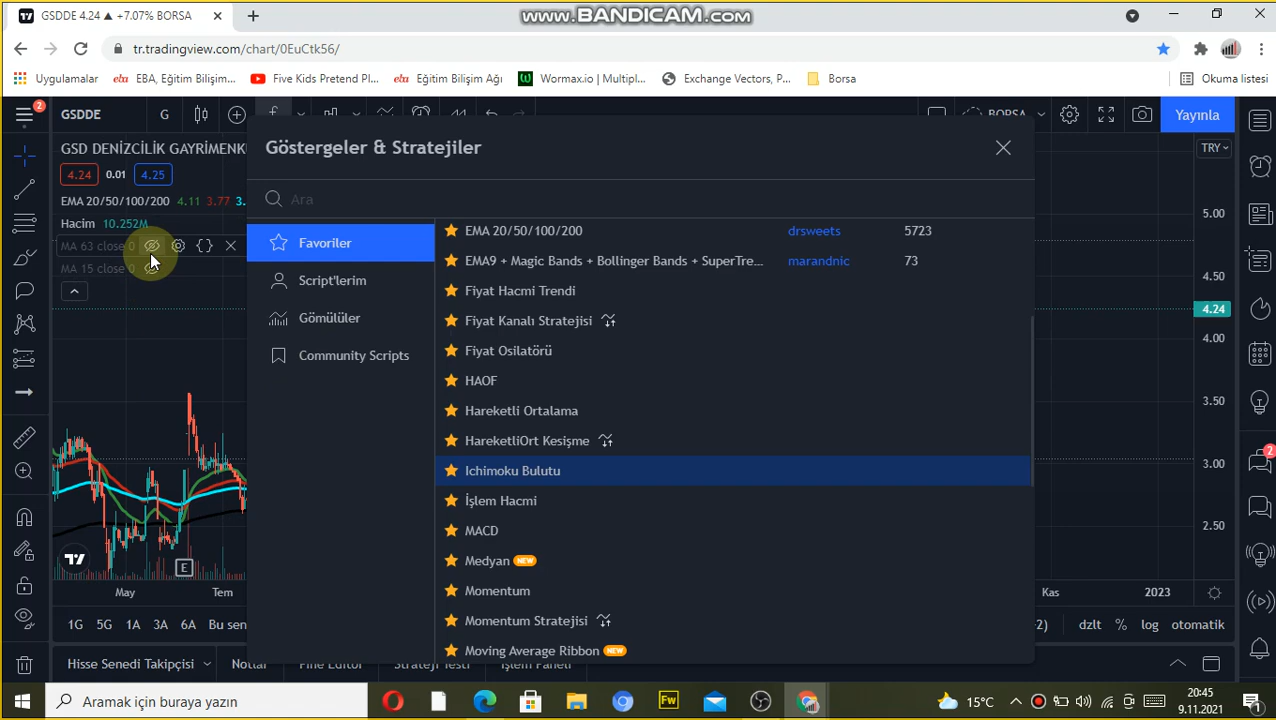 GSDDE 4.24 ▲ +7.07% BORSA
www.BANDICAM.com
tr.tradingview.com/chart/0EuCtk56/
Uygulamalar
EBA, Eğitim Bilişim...
Five Kids Pretend Pl...
Eğitim Bilişim Ağı
Wormax.io | Multipl...
Exchange Vectors, P...
Borsa
Okuma listesi
2
GSDDE
G
BORSA
Yayınla
GSD DENİZCİLİK GAYRİMENKU
4.24 0.01 4.25
EMA 20/50/100/200 4.11 3.77 3.
Hacim 10.252M
MA 63 close 0
MA 15 close 0
Göstergeler & Stratejiler
Ara
Favoriler
Script'lerim
Gömülüler
Community Scripts
EMA 20/50/100/200 drsweets 5723
EMA9 + Magic Bands + Bollinger Bands + SuperTre... marandnic 73
Fiyat Hacmi Trendi
Fiyat Kanalı Stratejisi
Fiyat Osilatörü
HAOF
Hareketli Ortalama
HareketliOrt Kesişme
Ichimoku Bulutu
İşlem Hacmi
MACD
Medyan NEW
Momentum
Momentum Stratejisi
Moving Average Ribbon NEW
TRY
5.00
4.50
4.24
4.00
3.50
3.00
2.50
2
E
May
Tem
Kas
2023
1G 5G 1A 3A 6A Bu sen
2)
dzlt % log otomatik
Hisse Senedi Takipçisi
Notlar
Pine Editör
Strateji Testi
İşlem Paneli
Aramak için buraya yazın
Fw
15°C
20:45
9.11.2021
1